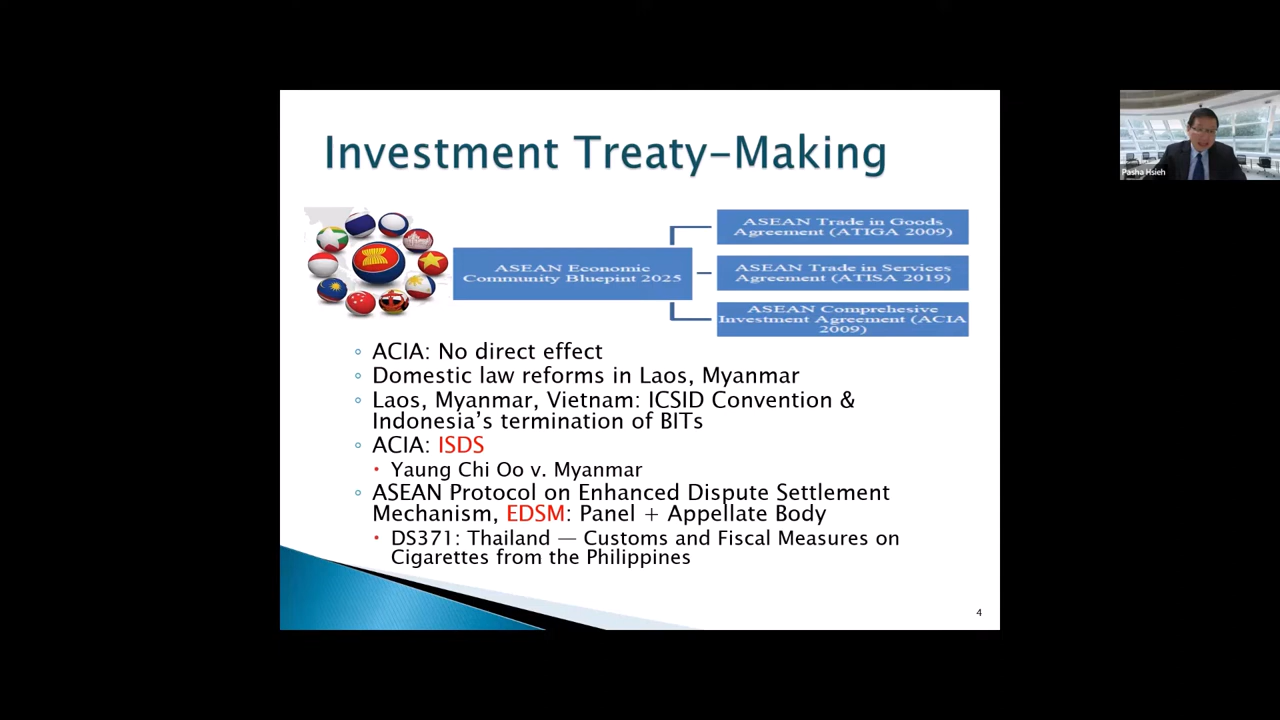 Investment Treaty-Making
ASEAN Economic
Community Bluepint 2025
ASEAN Trade in Goods
Agreement (ATIGA 2009)
ASEAN Trade in Services
Agreement (ATISA 2019)
ASEAN Comprehesive
Investment Agreement (ACIA
2009)
◦ ACIA: No direct effect
◦ Domestic law reforms in Laos, Myanmar
◦ Laos, Myanmar, Vietnam: ICSID Convention &
Indonesia's termination of BITs
◦ ACIA: ISDS
• Yaung Chi Oo v. Myanmar
◦ ASEAN Protocol on Enhanced Dispute Settlement
Mechanism, EDSM: Panel + Appellate Body
• DS371: Thailand — Customs and Fiscal Measures on
Cigarettes from the Philippines
4
Pasha Hsieh